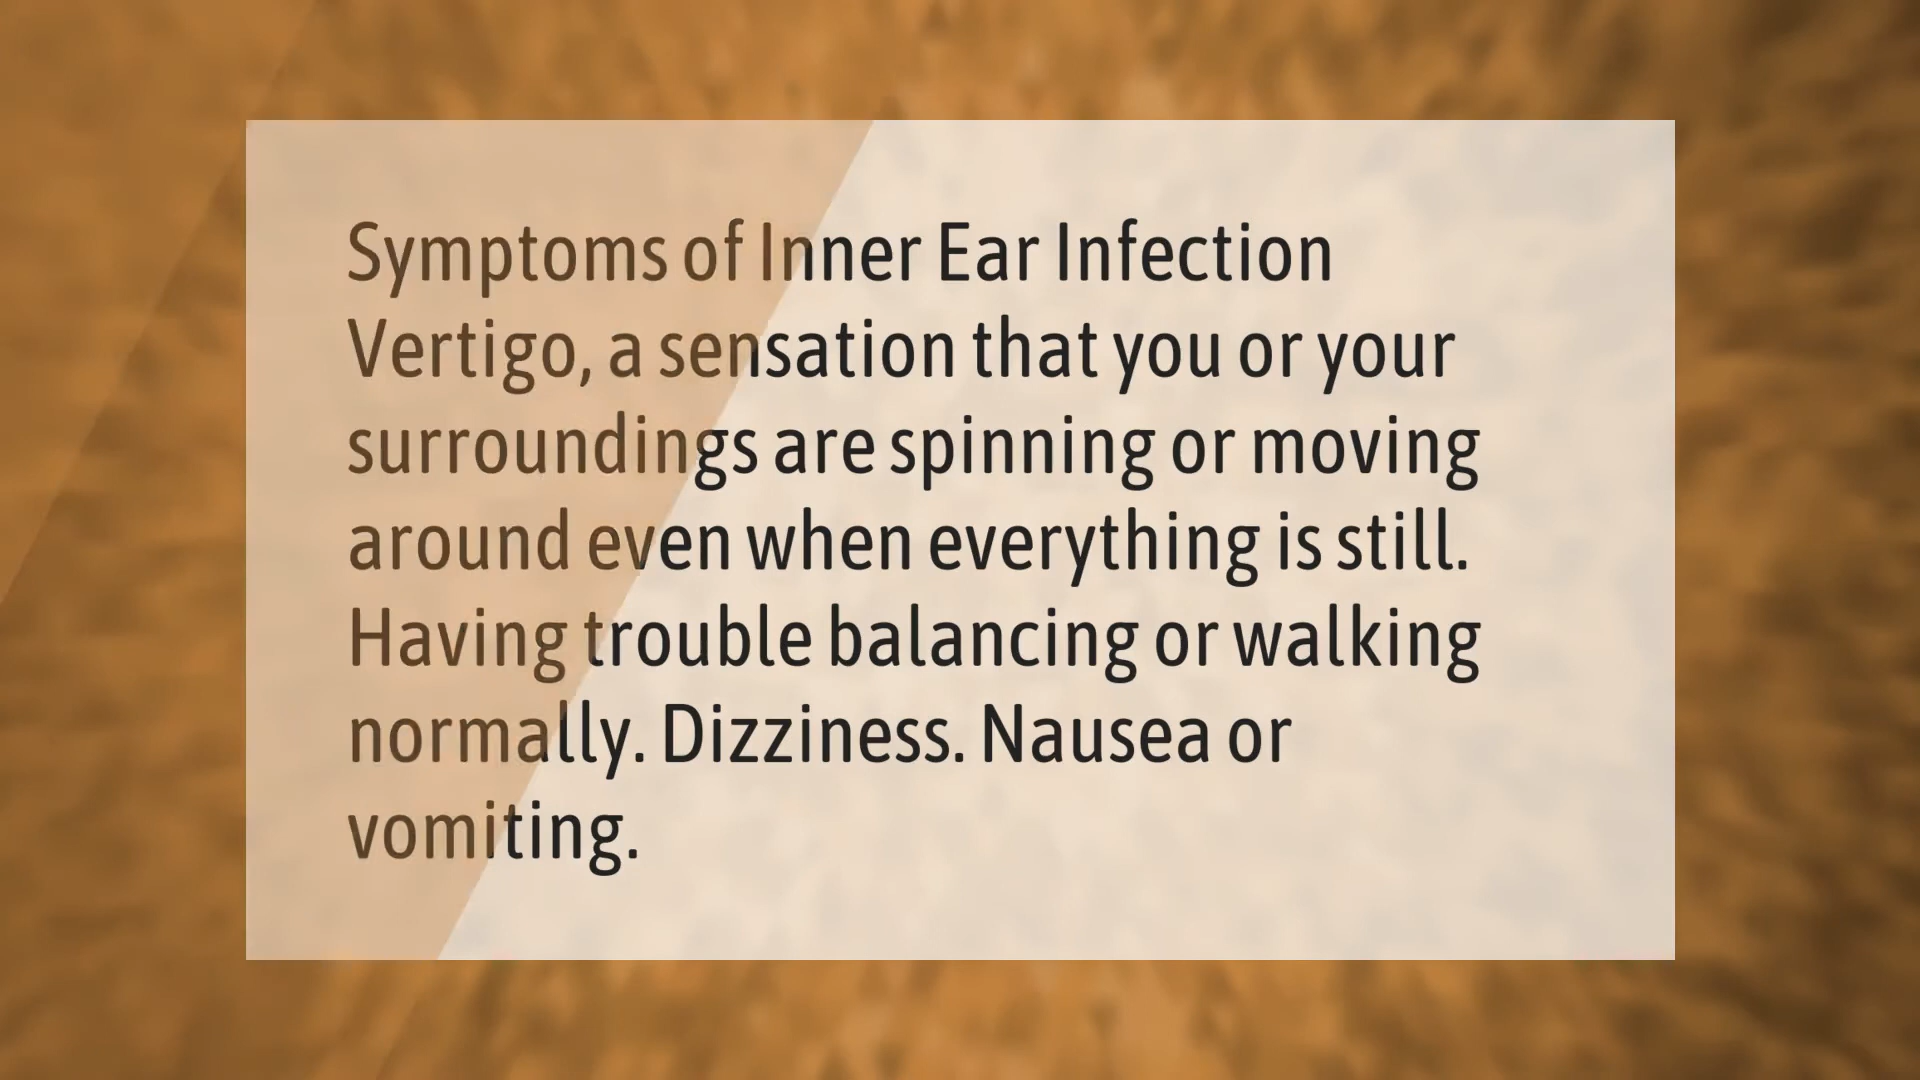 Symptoms of Inner Ear Infection
Vertigo, a sensation that you or your
surroundings are spinning or moving
around even when everything is still.
Having trouble balancing or walking
normally. Dizziness. Nausea or
vomiting.